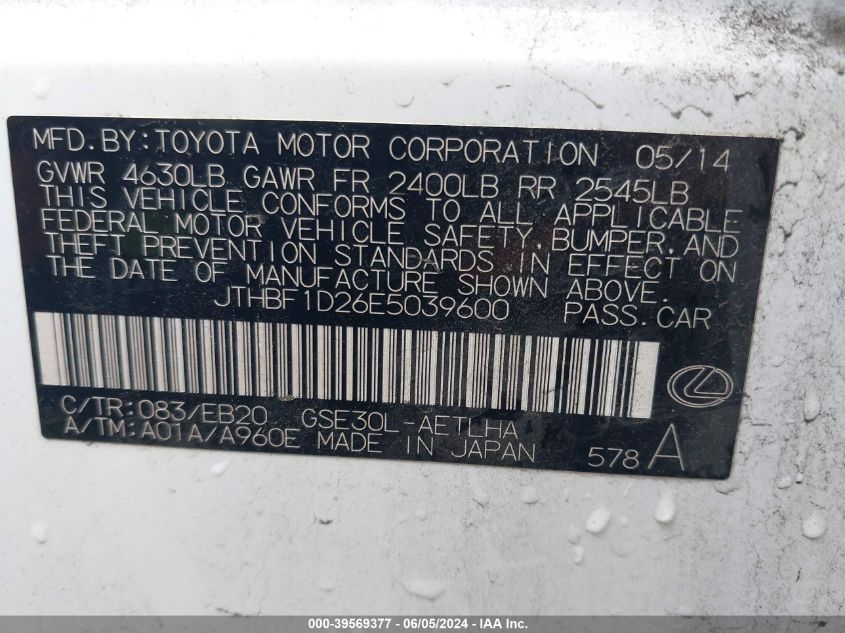 MFD.BY:TOYOTA MOTOR CORPORATION 05/14
GVWR 4630LB GAWR FR 2400LB RR 2545LB
THIS VEHICLE CONFORMS TO ALL APPLICABLE
FEDERAL MOTOR VEHICLE SAFETY,BUMPER,AND
THEFT PREVENTION STANDARDS IN EFFECT ON
THE DATE OF MANUFACTURE SHOWN ABOVE.
JTHBF1D26E5039600 PASS.CAR
C/TR:083/EB20 GSE30L-AETLHA
A/TM:A01A/A960E MADE IN JAPAN 578 A
000-39569377 - 06/05/2024 - IAA Inc.